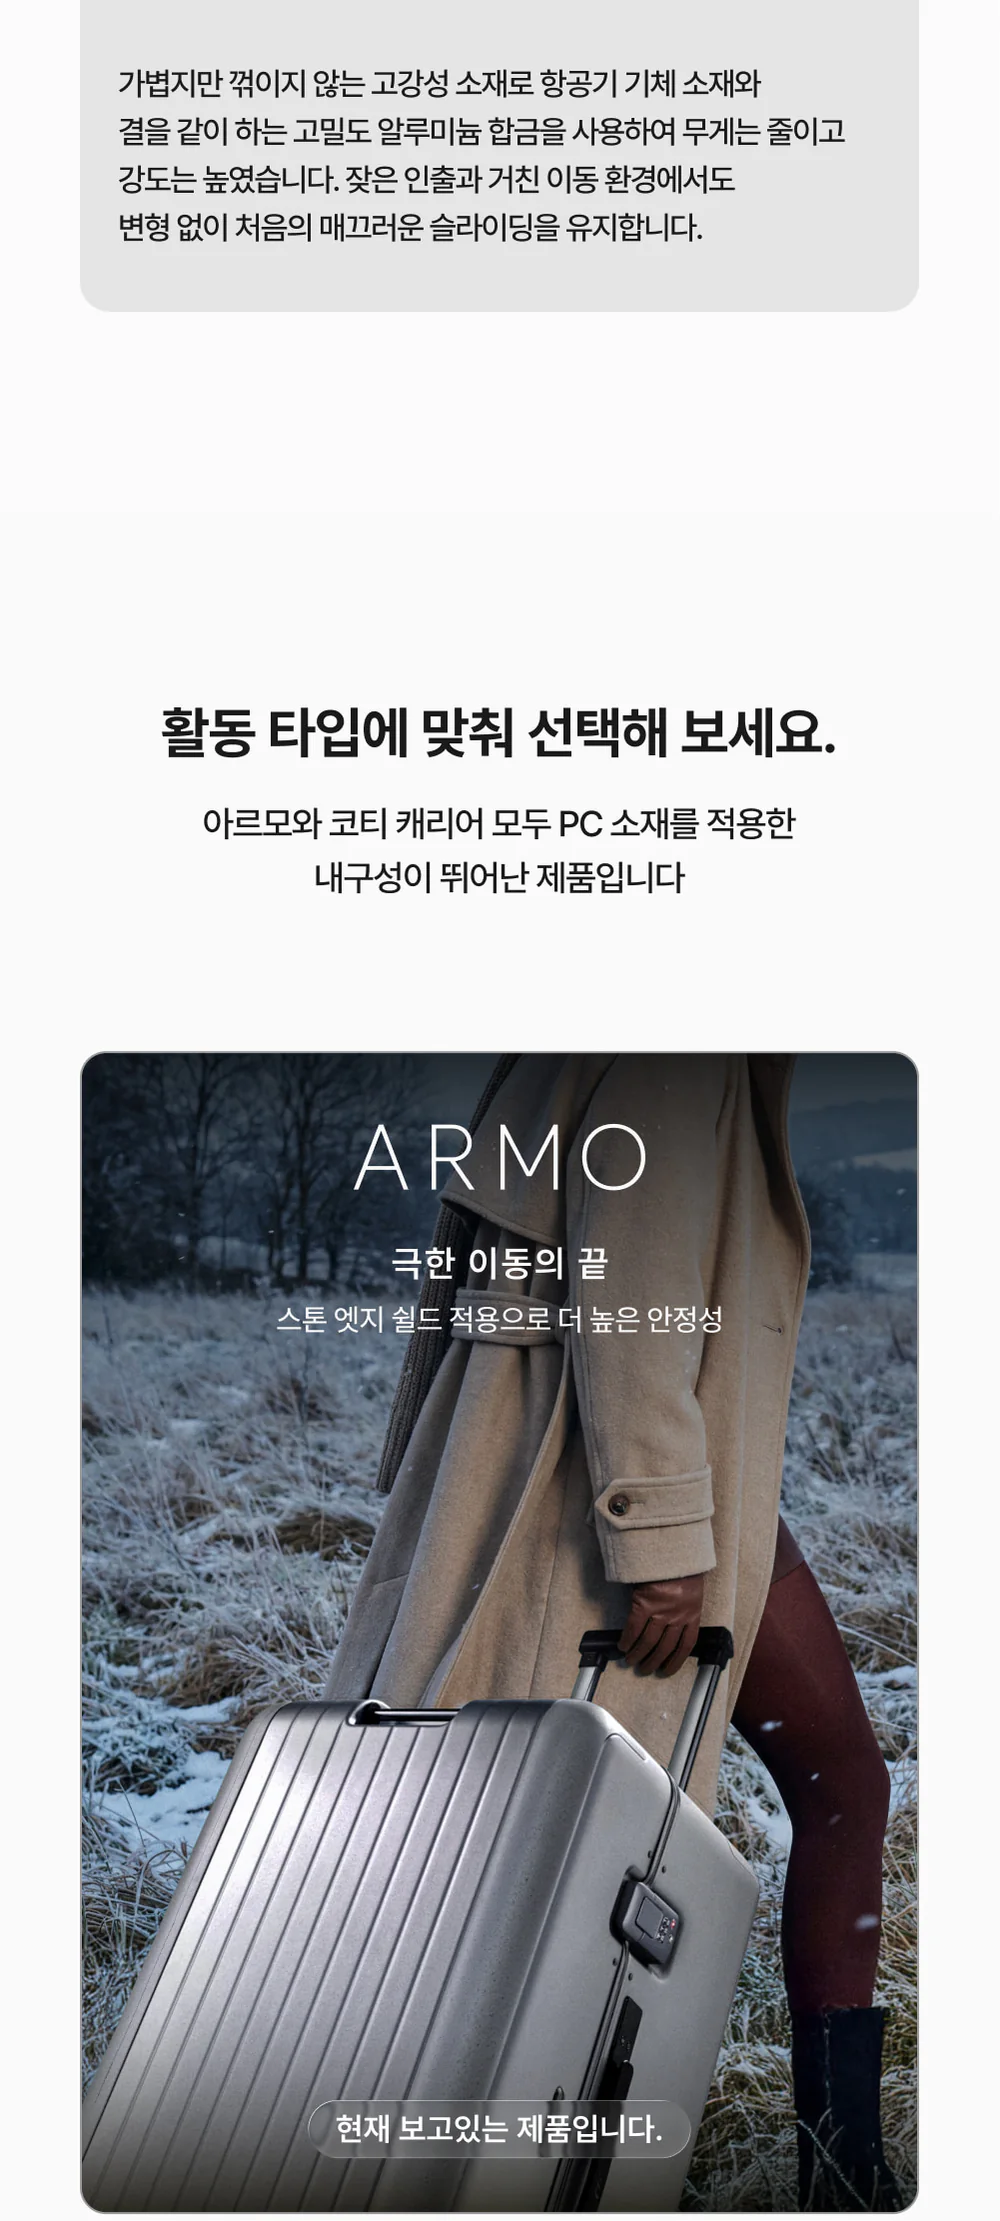 가볍지만 꺾이지 않는 고강성 소재로 항공기 기체 소재와
결을 같이 하는 고밀도 알루미늄 합금을 사용하여 무게는 줄이고
강도는 높였습니다. 잦은 인출과 거친 이동 환경에서도
변형 없이 처음의 매끄러운 슬라이딩을 유지합니다.
활동 타입에 맞춰 선택해 보세요.
아르모와 코티 캐리어 모두 PC 소재를 적용한
내구성이 뛰어난 제품입니다
ARMO
극한 이동의 끝
스톤 엣지 쉴드 적용으로 더 높은 안정성
현재 보고있는 제품입니다.